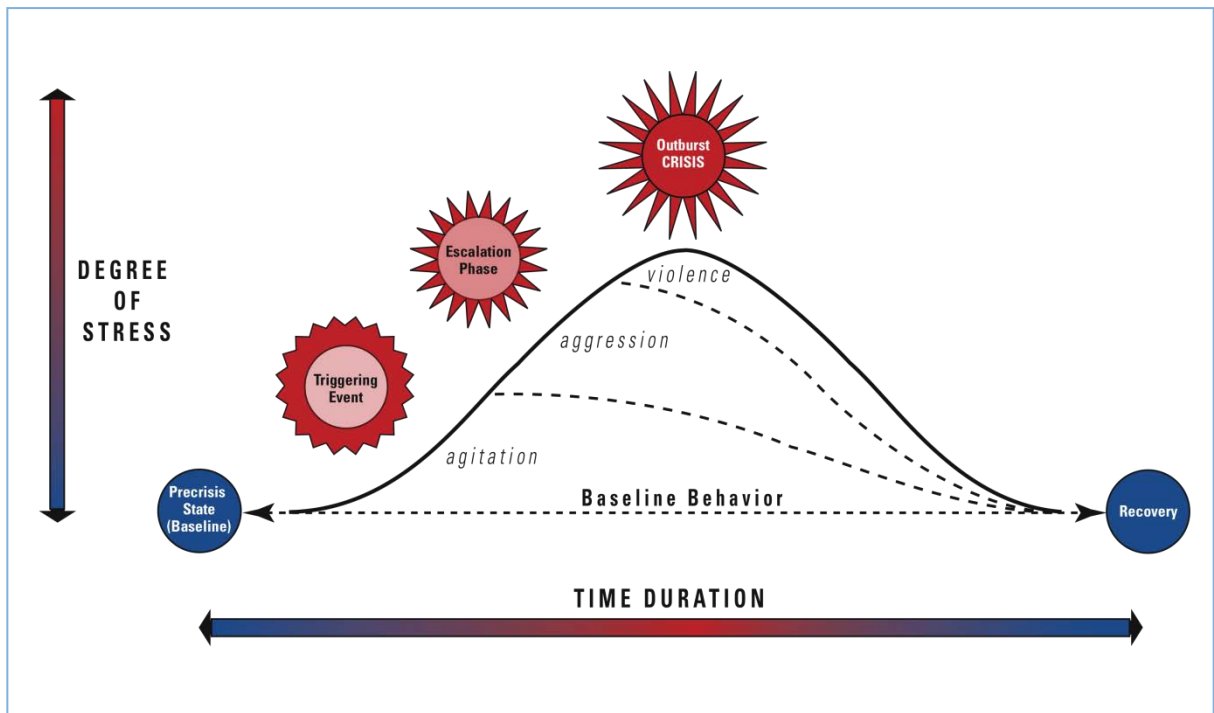 Outburst
CRISIS
Escalation
Phase
violence
DEGREE
OF
STRESS
aggression
Triggering
Event
agitation
Precrisis
State
(Baseline)
Baseline Behavior
Recovery
TIME DURATION